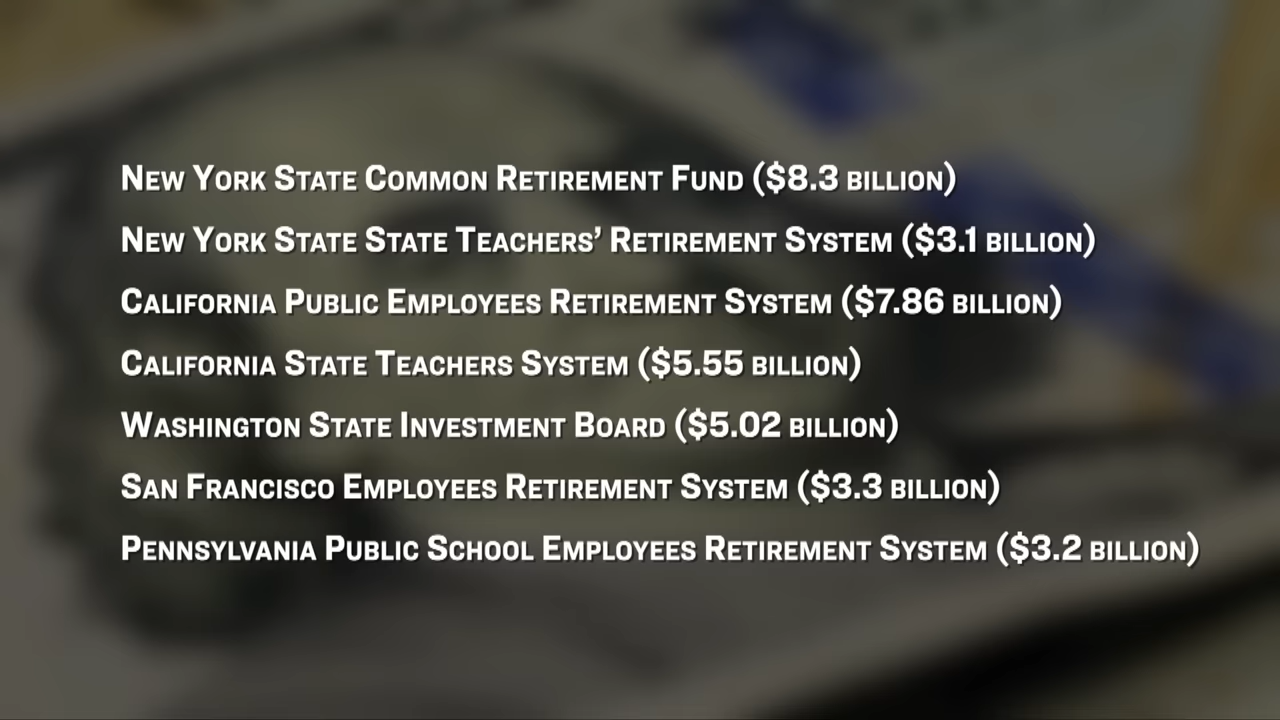 New York State Common Retirement Fund ($8.3 billion)
New York State State Teachers’ Retirement System ($3.1 billion)
California Public Employees Retirement System ($7.86 billion)
California State Teachers System ($5.55 billion)
Washington State Investment Board ($5.02 billion)
San Francisco Employees Retirement System ($3.3 billion)
Pennsylvania Public School Employees Retirement System ($3.2 billion)